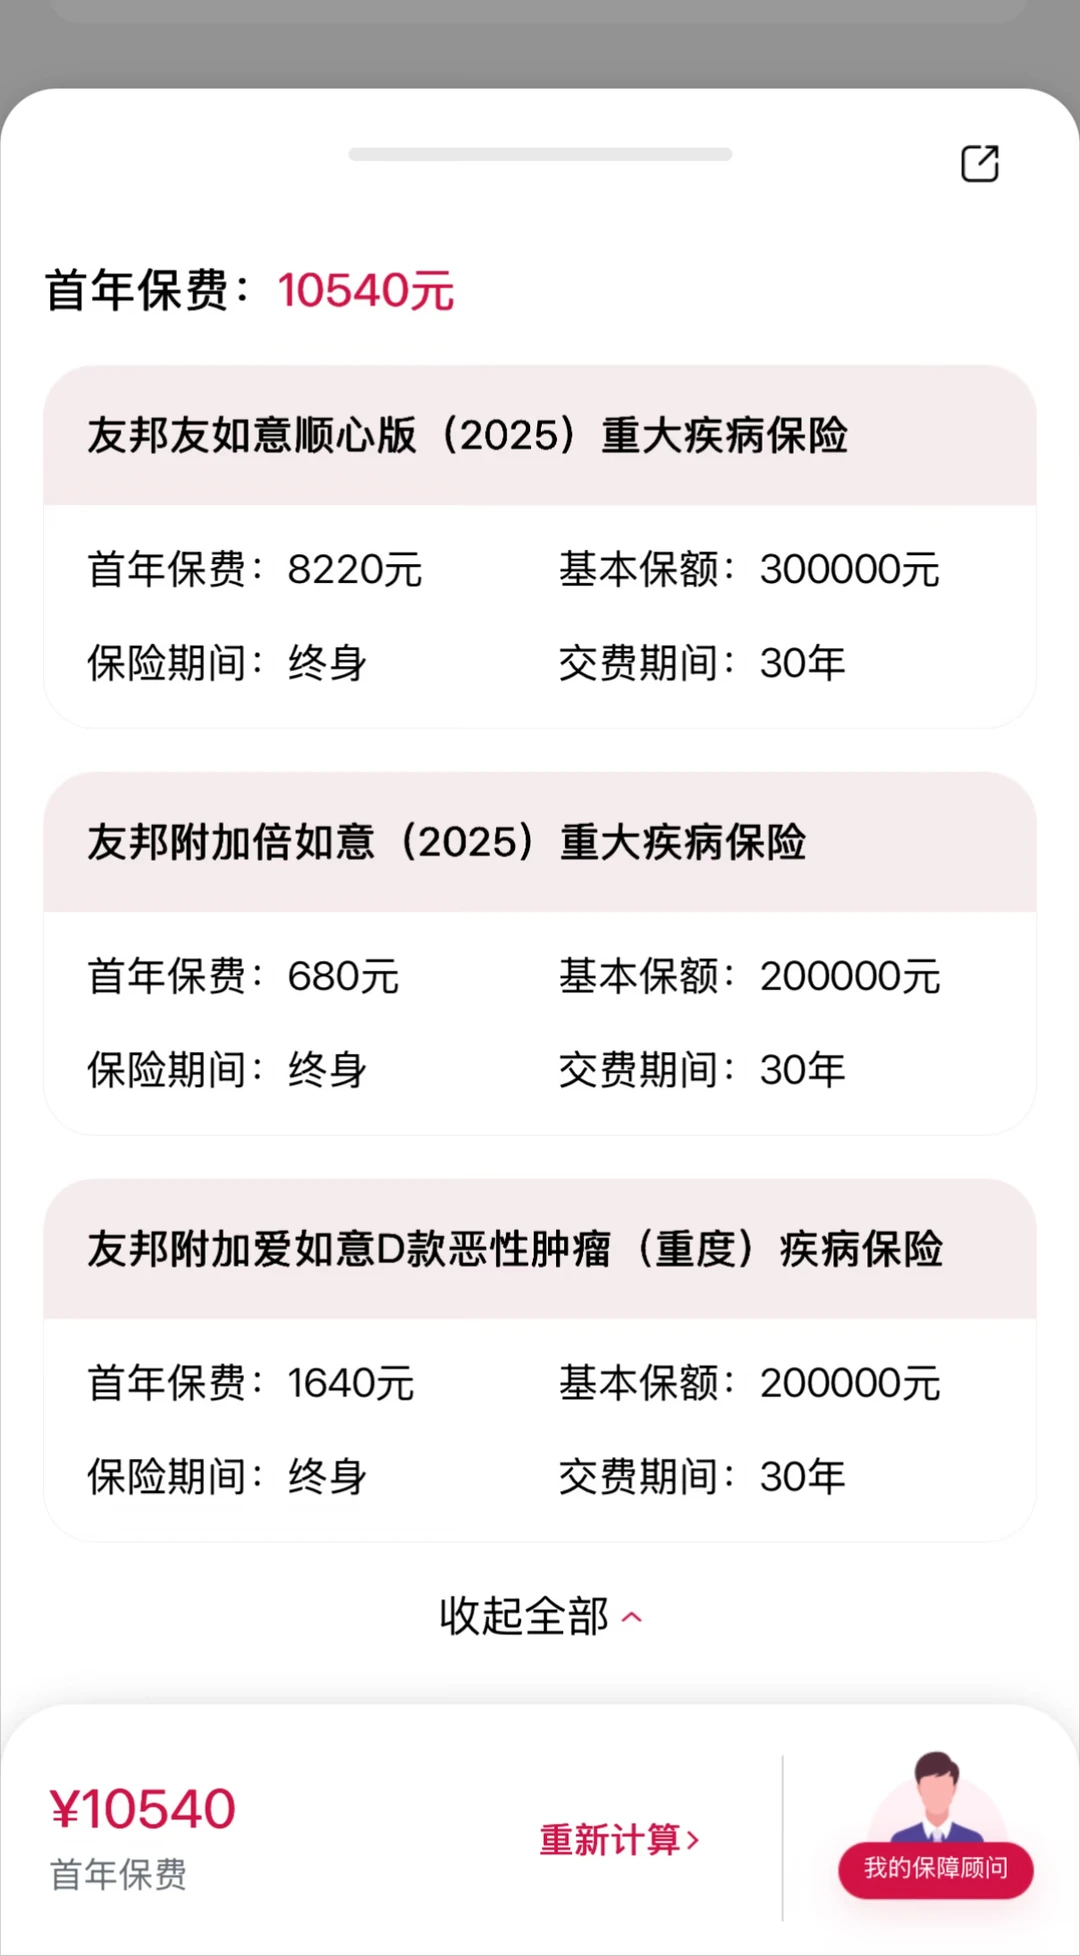 首年保费：10540元
友邦友如意顺心版（2025）重大疾病保险
首年保费：8220元 基本保额：300000元
保险期间：终身 交费期间：30年
友邦附加倍如意（2025）重大疾病保险
首年保费：680元 基本保额：200000元
保险期间：终身 交费期间：30年
友邦附加爱如意D款恶性肿瘤（重度）疾病保险
首年保费：1640元 基本保额：200000元
保险期间：终身 交费期间：30年
收起全部
¥10540
首年保费
重新计算
我的保障顾问